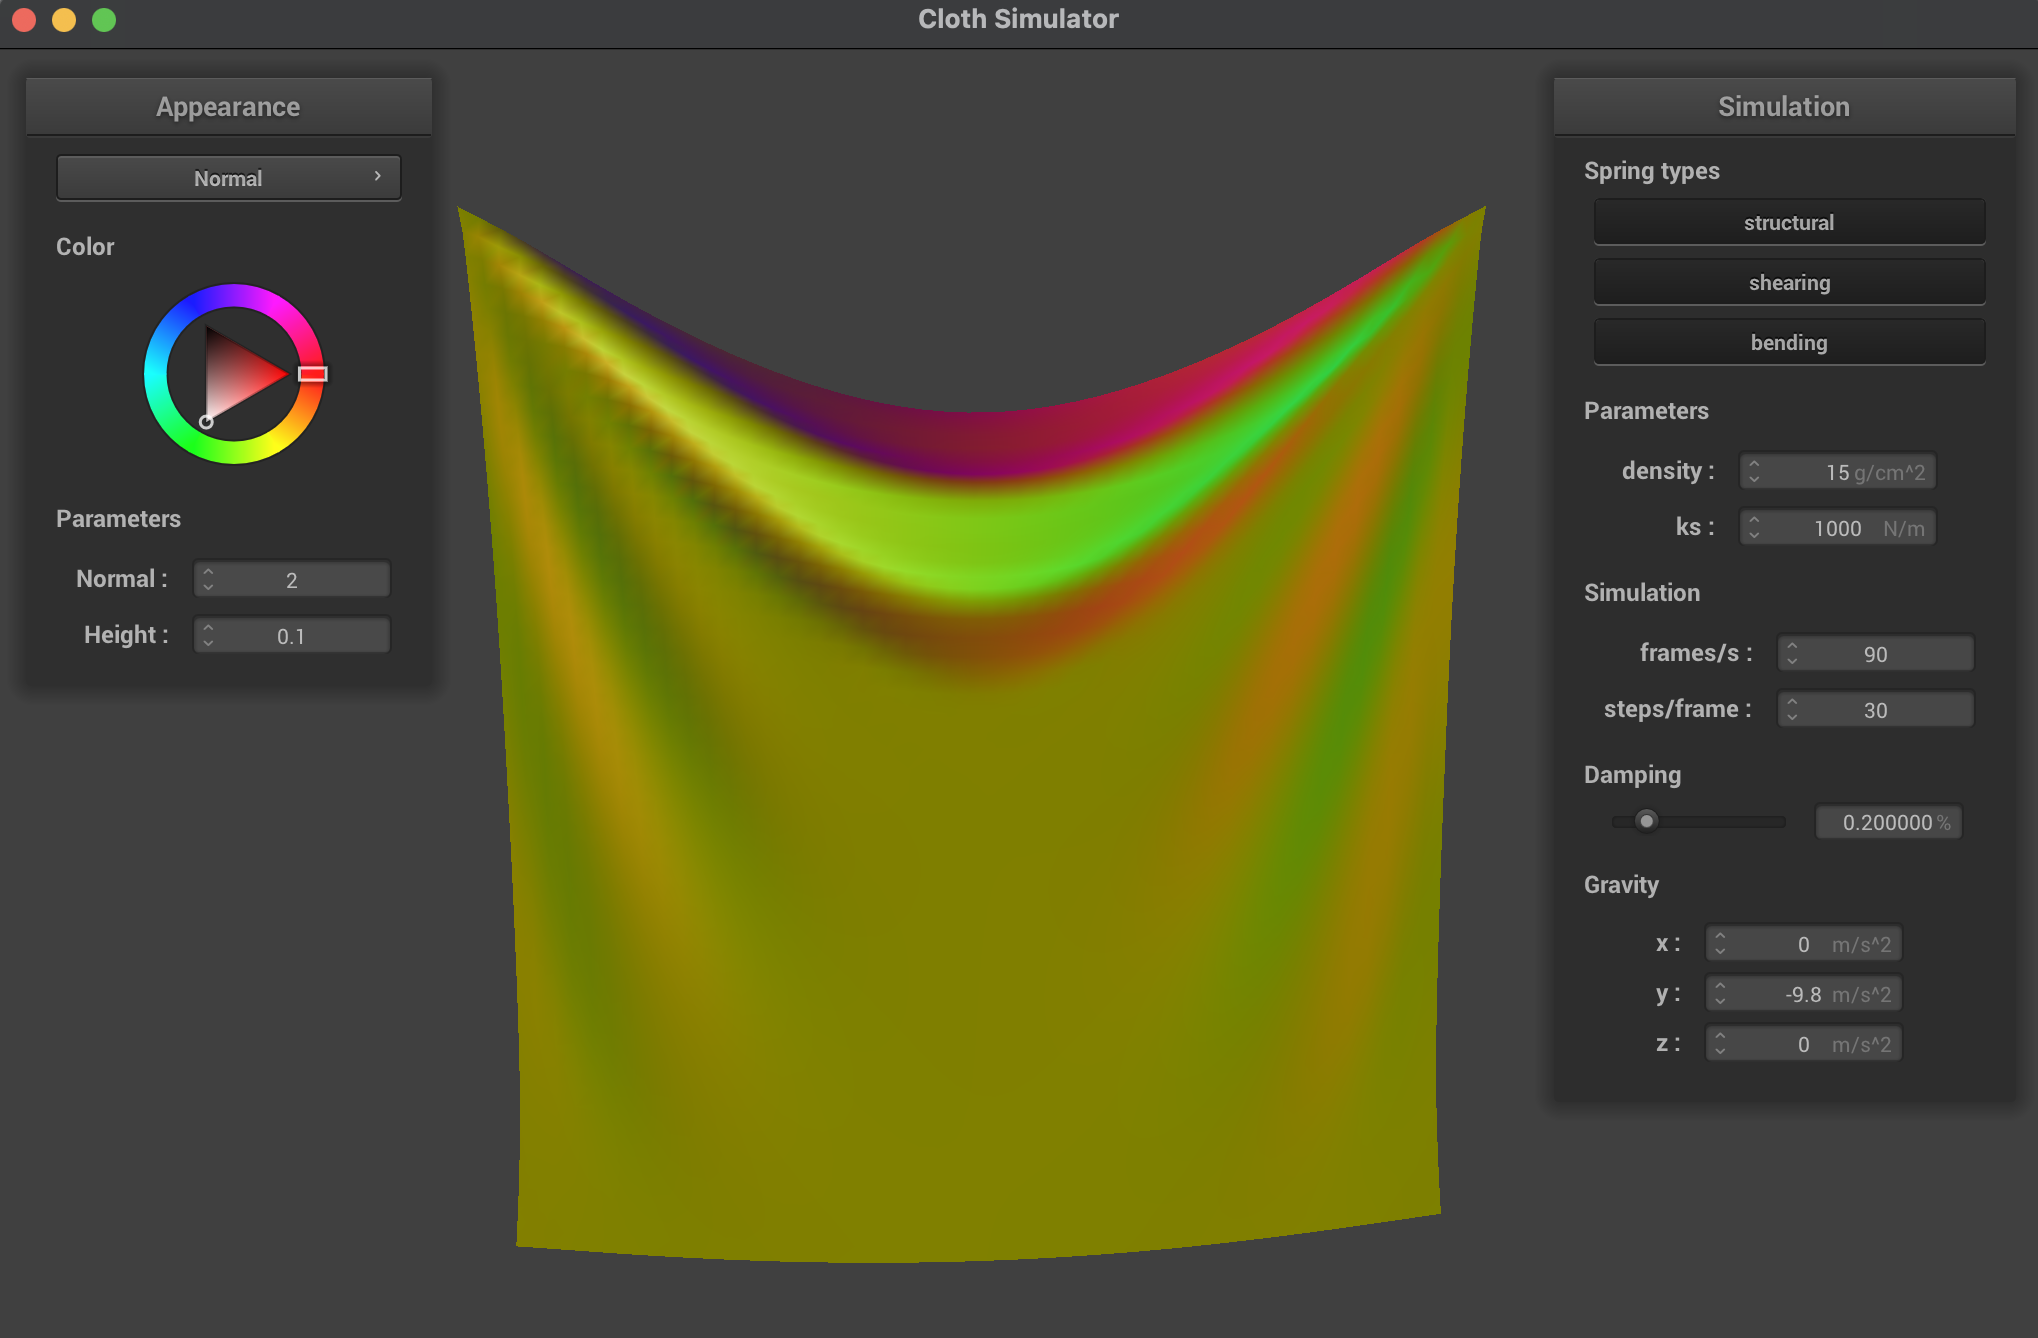 Cloth Simulator
Appearance
Normal
Color
Parameters
Normal : 2
Height : 0.1
Simulation
Spring types
structural
shearing
bending
Parameters
density : 15 g/cm^2
ks : 1000 N/m
Simulation
frames/s : 90
steps/frame : 30
Damping
0.200000 %
Gravity
x : 0 m/s^2
y : -9.8 m/s^2
z : 0 m/s^2